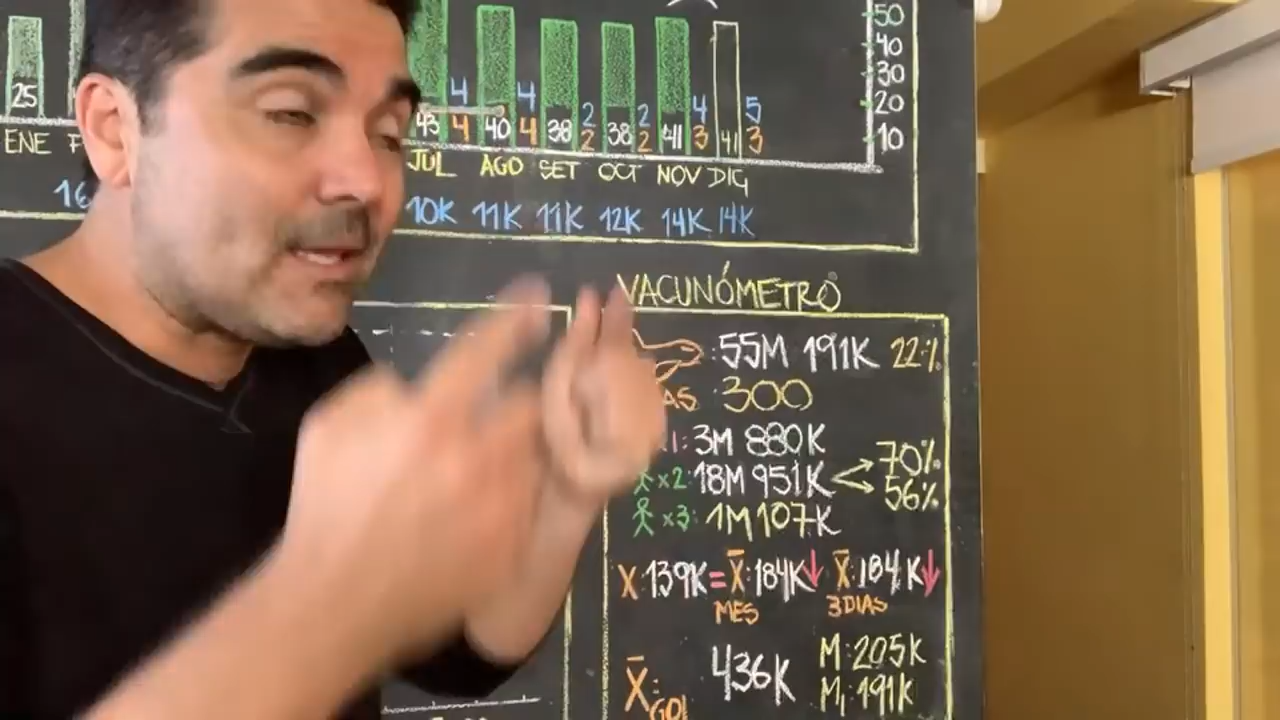 50
40
30
20
10
25
43 4 4 40 4 4 38 2 2 38 2 2 41 4 3 41 5 3
ENE JUL AGO SET OCT NOV DIC
10K 11K 11K 12K 14K 14K
VACUNÓMETRO
:55M 191K 22%
300
1: 3M 880K
x2: 18M 951K 70%
56%
x3: 1M 107K
X:139K = X̄:184K↓ X̄:184K↓
MES 3DIAS
X̄: 436K M:205K
M:191K